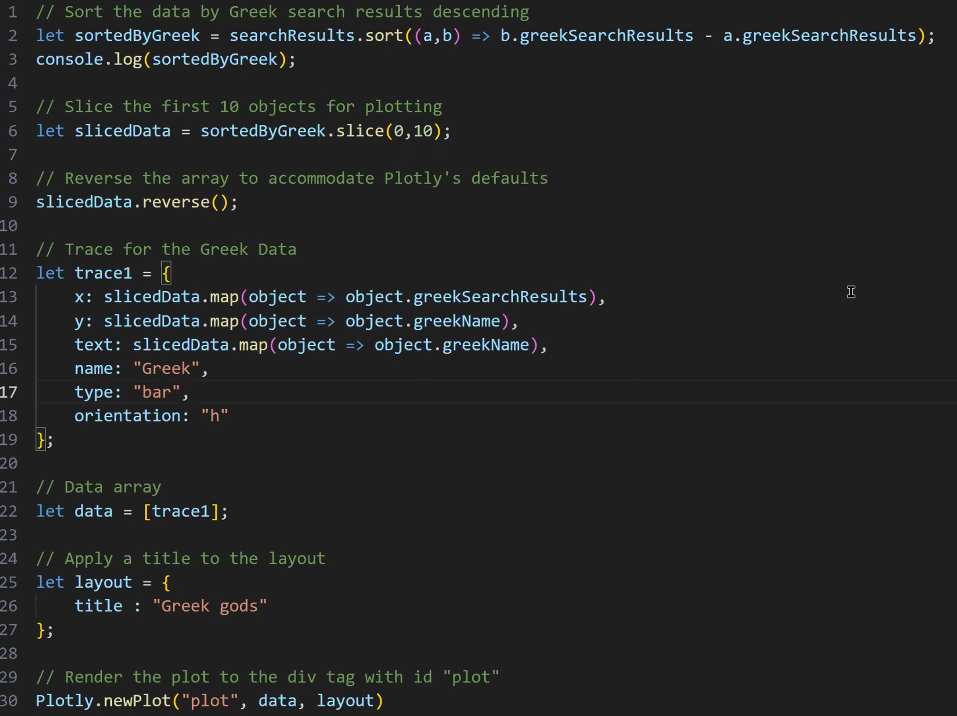 1 // Sort the data by Greek search results descending
2 let sortedByGreek = searchResults.sort((a,b) => b.greekSearchResults - a.greekSearchResults);
3 console.log(sortedByGreek);
4
5 // Slice the first 10 objects for plotting
6 let slicedData = sortedByGreek.slice(0,10);
7
8 // Reverse the array to accommodate Plotly's defaults
9 slicedData.reverse();
10
11 // Trace for the Greek Data
12 let trace1 = {
13     x: slicedData.map(object => object.greekSearchResults),
14     y: slicedData.map(object => object.greekName),
15     text: slicedData.map(object => object.greekName),
16     name: "Greek",
17     type: "bar",
18     orientation: "h"
19 };
20
21 // Data array
22 let data = [trace1];
23
24 // Apply a title to the layout
25 let layout = {
26     title : "Greek gods"
27 };
28
29 // Render the plot to the div tag with id "plot"
30 Plotly.newPlot("plot", data, layout)